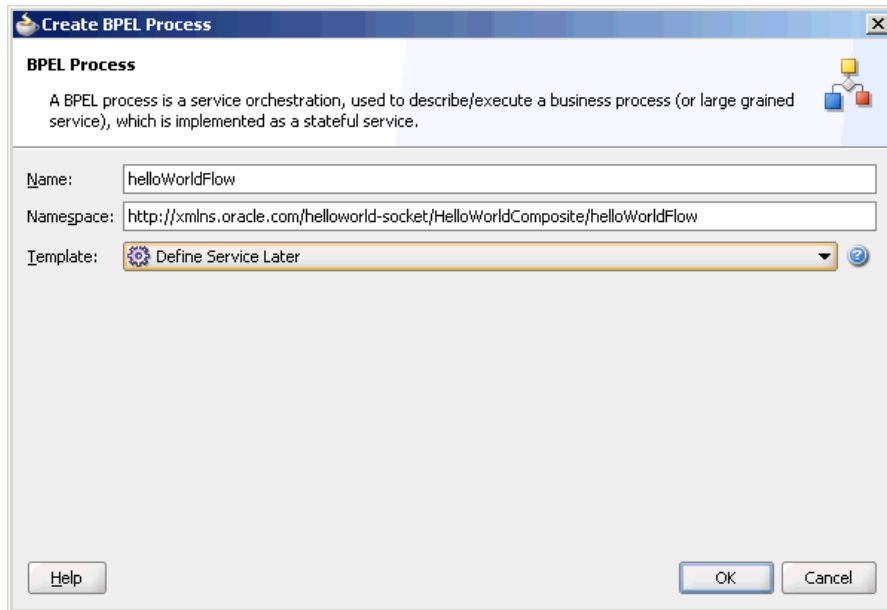 Create BPEL Process
BPEL Process
A BPEL process is a service orchestration, used to describe/execute a business process (or large grained
service), which is implemented as a stateful service.
Name: helloWorldFlow
Namespace: http://xmlns.oracle.com/helloworld-socket/HelloWorldComposite/helloWorldFlow
Template: Define Service Later
Help OK Cancel